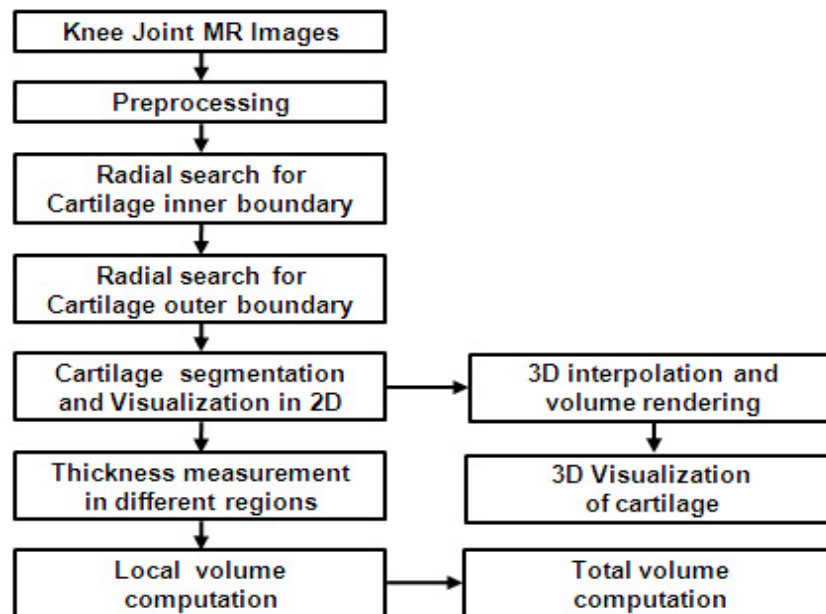 Knee Joint MR Images
Preprocessing
Radial search for
Cartilage inner boundary
Radial search for
Cartilage outer boundary
Cartilage segmentation
and Visualization in 2D
3D interpolation and
volume rendering
Thickness measurement
in different regions
3D Visualization
of cartilage
Local volume
computation
Total volume
computation